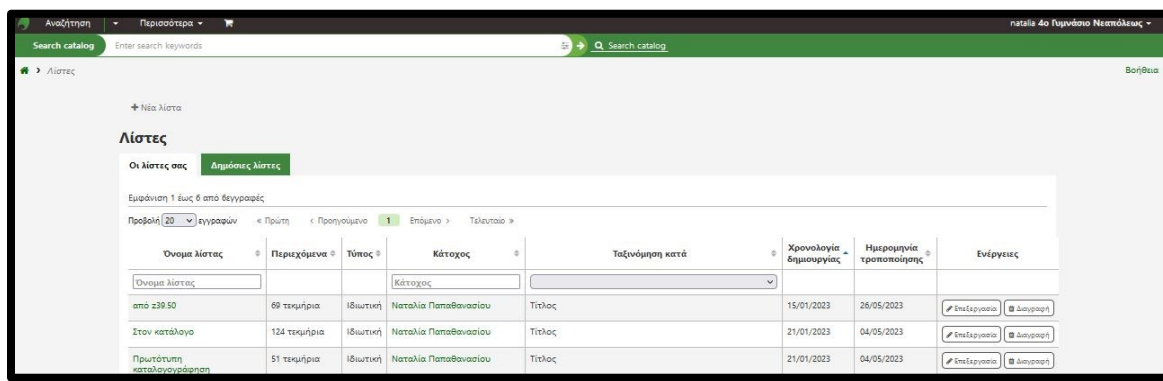 Αναζήτηση Περισσότερα natalia 4ο Γυμνάσιο Νεαπόλεως
Search catalog Enter search keywords Search catalog
Λίστες Βοήθεια
Νέα λίστα
Λίστες
Οι λίστες σας Δημόσιες λίστες
Εμφάνιση 1 έως 6 από 6εγγραφές
Προβολή 20 εγγραφών « Πρώτη ‹ Προηγούμενο 1 Επόμενο › Τελευταίο »
Όνομα λίστας Περιεχόμενα Τύπος Κάτοχος Ταξινόμηση κατά Χρονολογία δημιουργίας Ημερομηνία τροποποίησης Ενέργειες
Όνομα λίστας Κάτοχος
από z39.50 69 τεκμήρια Ιδιωτική Ναταλία Παπαθανασίου Τίτλος 15/01/2023 26/05/2023 Επεξεργασία Διαγραφή
Στον κατάλογο 124 τεκμήρια Ιδιωτική Ναταλία Παπαθανασίου Τίτλος 21/01/2023 04/05/2023 Επεξεργασία Διαγραφή
Πρωτότυπη 51 τεκμήρια Ιδιωτική Ναταλία Παπαθανασίου Τίτλος 21/01/2023 04/05/2023 Επεξεργασία Διαγραφή
καταλογογράφηση